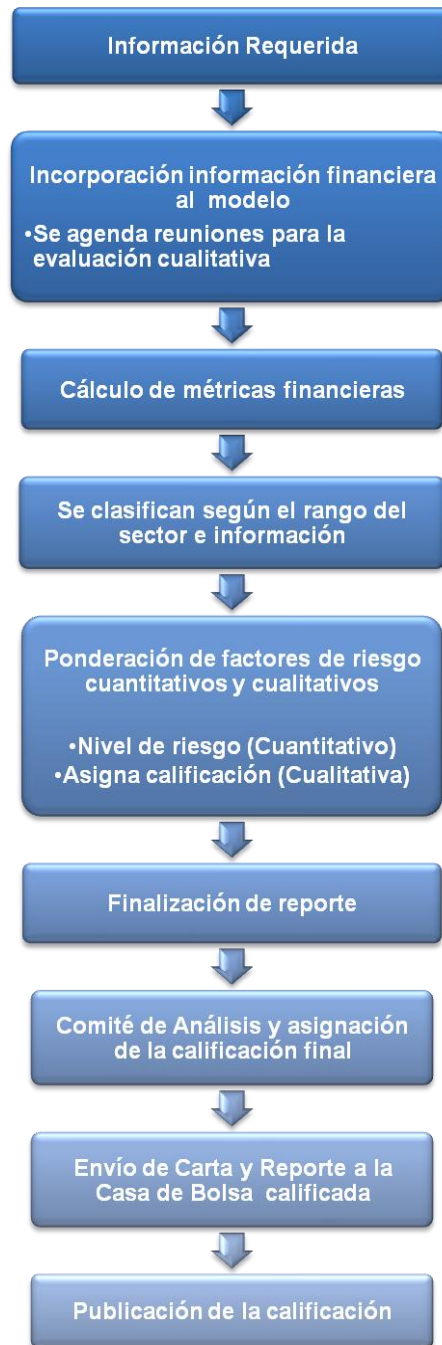 Información Requerida
Incorporación información financiera
al modelo
•Se agenda reuniones para la
evaluación cualitativa
Cálculo de métricas financieras
Se clasifican según el rango del
sector e información
Ponderación de factores de riesgo
cuantitativos y cualitativos
•Nivel de riesgo (Cuantitativo)
•Asigna calificación (Cualitativa)
Finalización de reporte
Comité de Análisis y asignación
de la calificación final
Envío de Carta y Reporte a la
Casa de Bolsa calificada
Publicación de la calificación